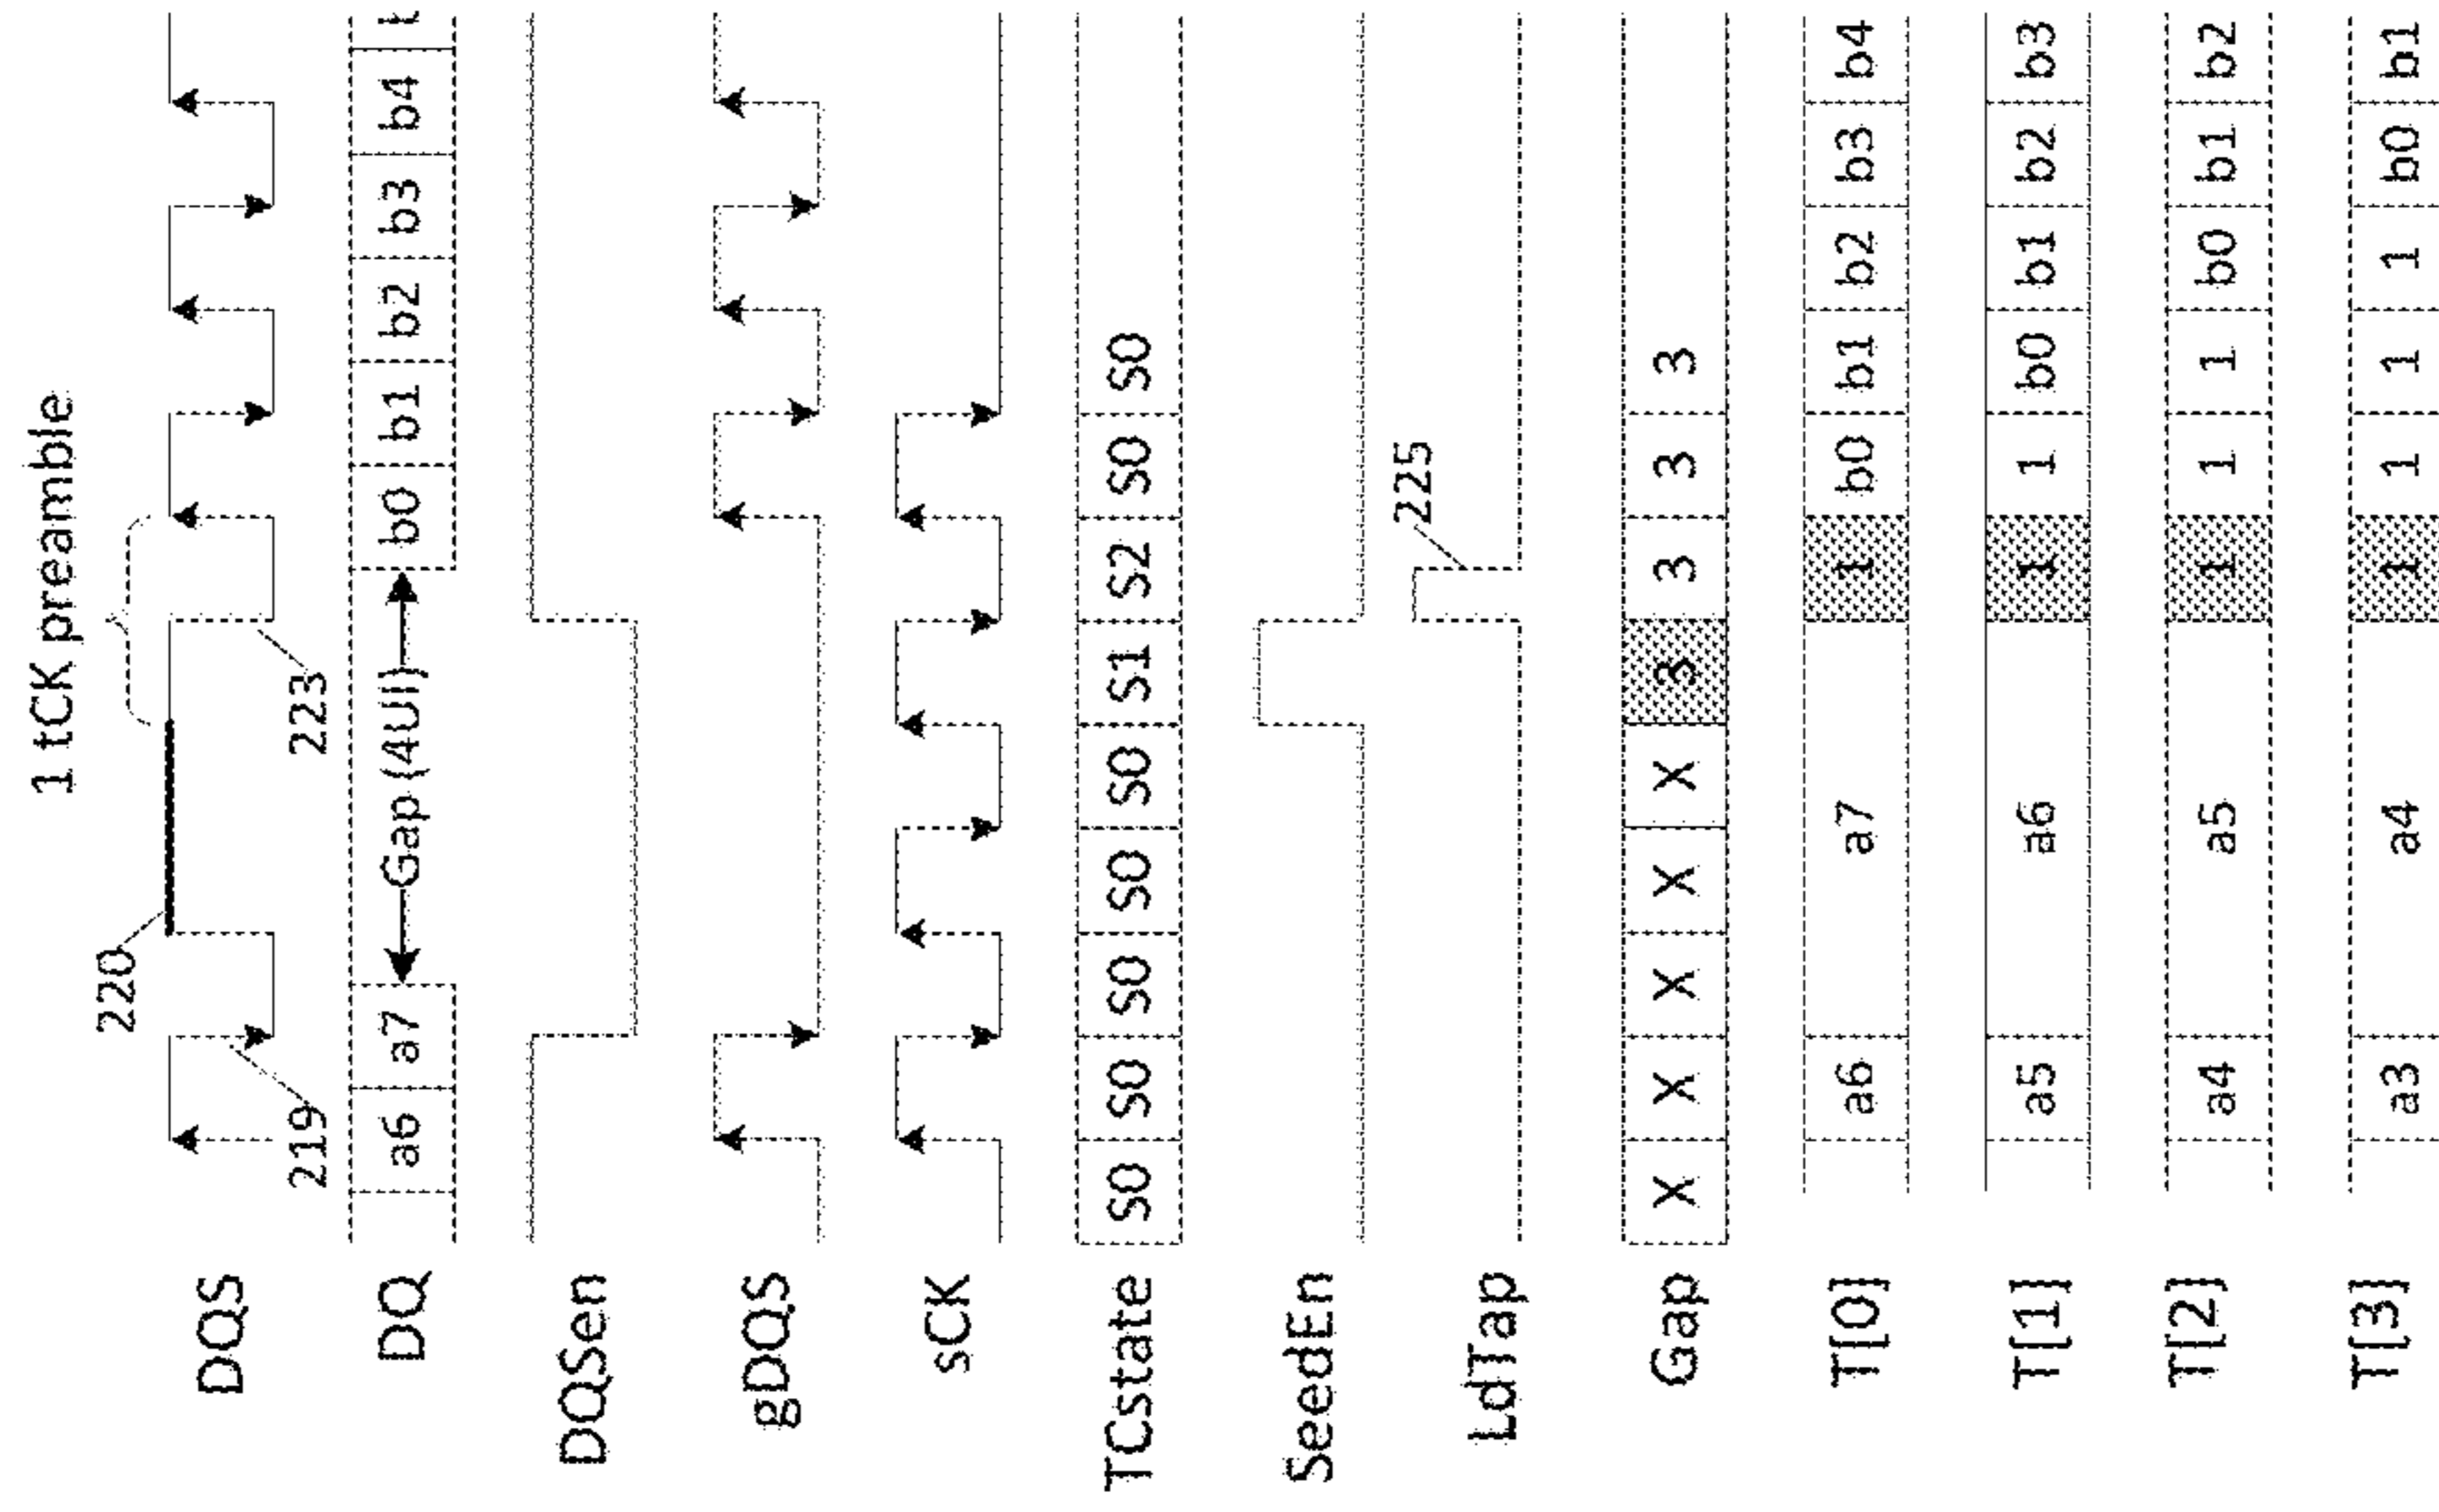 1 tCK preamble
220
DQS
219 223
DQ a6 a7 Gap (4UI) b0 b1 b2 b3 b4
DQSen
gDQS
sCK
TCstate S0 S0 S0 S0 S0 S1 S2 S0 S0
SeedEn
225
LdTap
Gap X X X X X 3 3 3 3
T[0] a6 a7 1 b0 b1 b2 b3 b4
T[1] a5 a6 1 1 b0 b1 b2 b3
T[2] a4 a5 1 1 1 b0 b1 b2
T[3] a3 a4 1 1 1 1 b0 b1